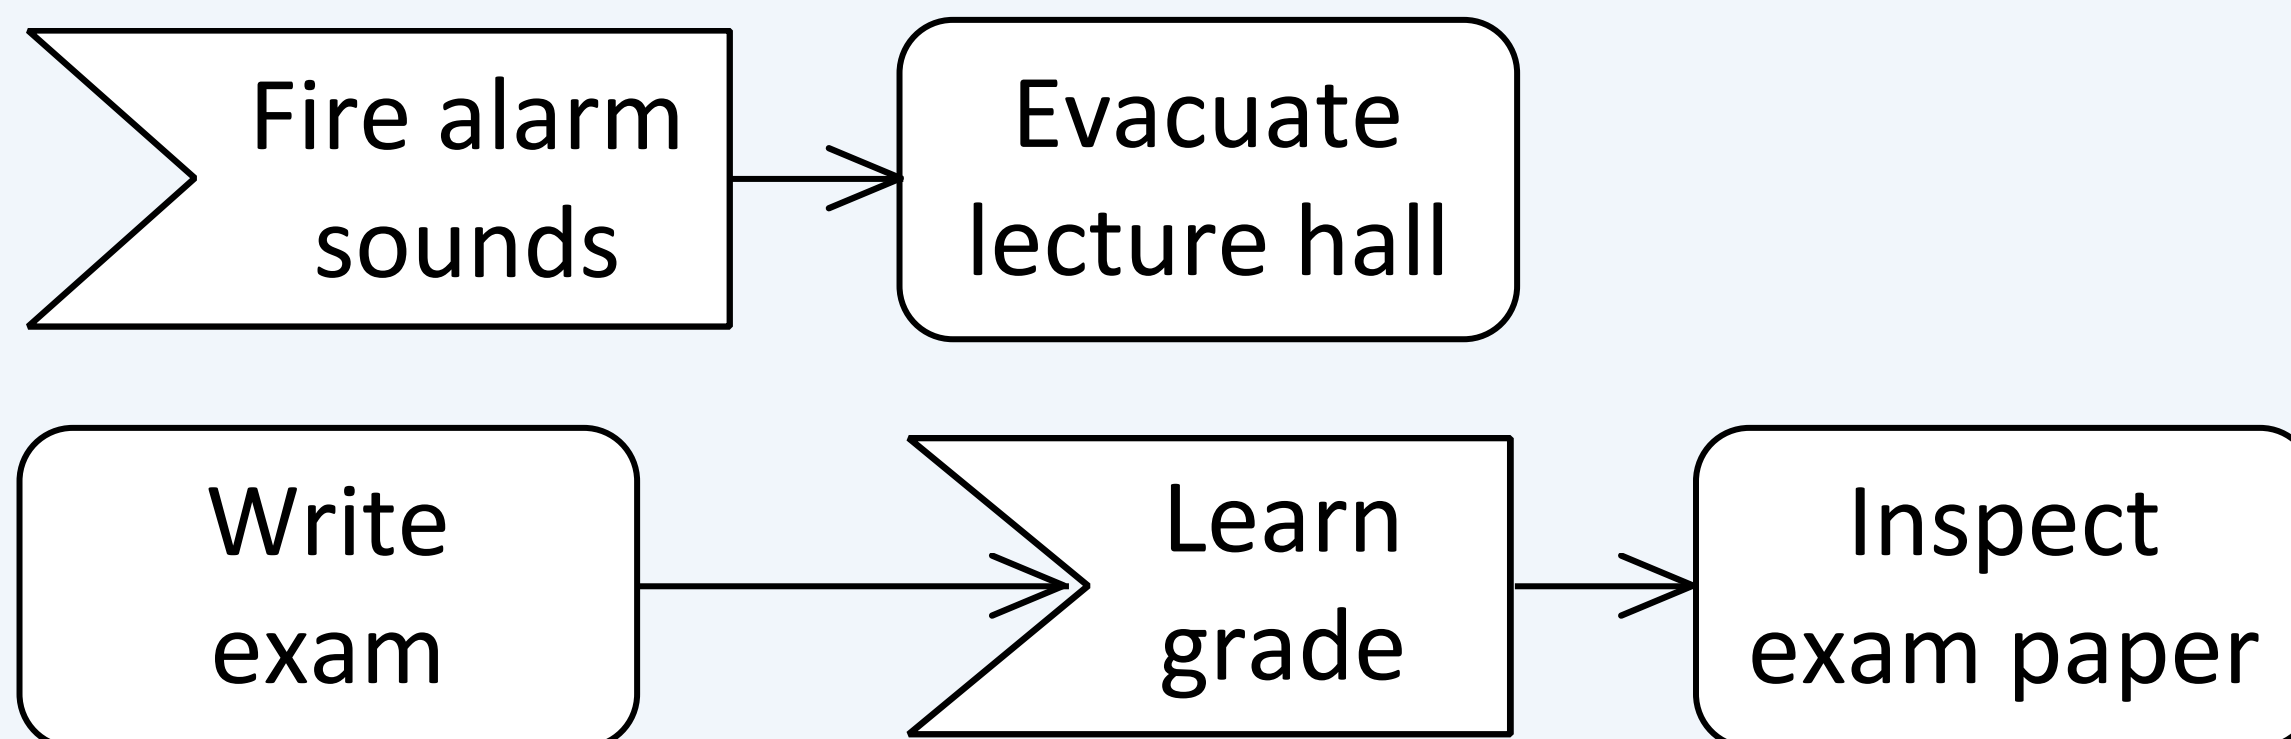 Fire alarm
sounds
Evacuate
lecture hall
Write
exam
Learn
grade
Inspect
exam paper